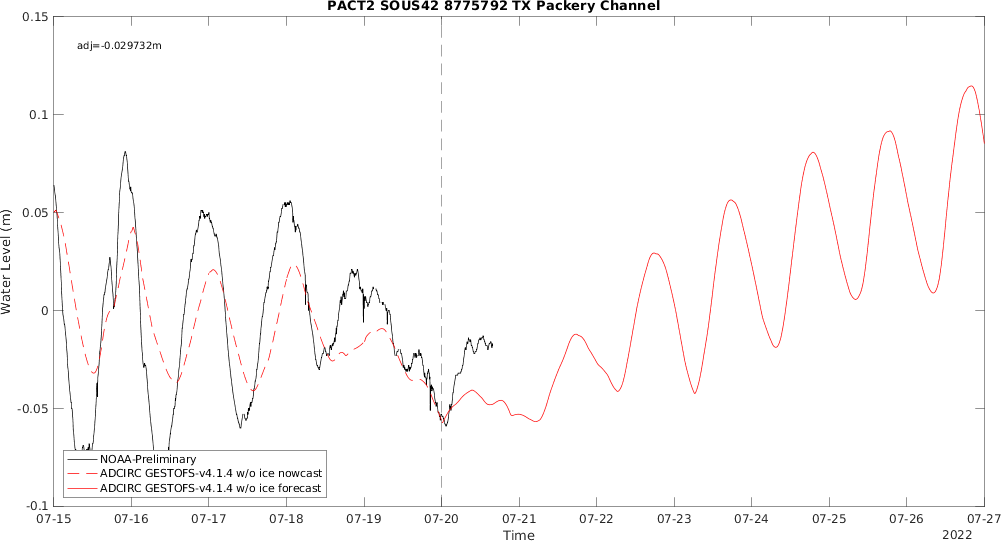 PACT2 SOUS42 8775792 TX Packery Channel
0.15
adj=-0.029732m
0.1
0.05
0
-0.05
-0.1
Water Level (m)
NOAA-Preliminary
ADCIRC GESTOFS-v4.1.4 w/o ice nowcast
ADCIRC GESTOFS-v4.1.4 w/o ice forecast
07-15 07-16 07-17 07-18 07-19 07-20 07-21 07-22 07-23 07-24 07-25 07-26 07-27
Time
2022